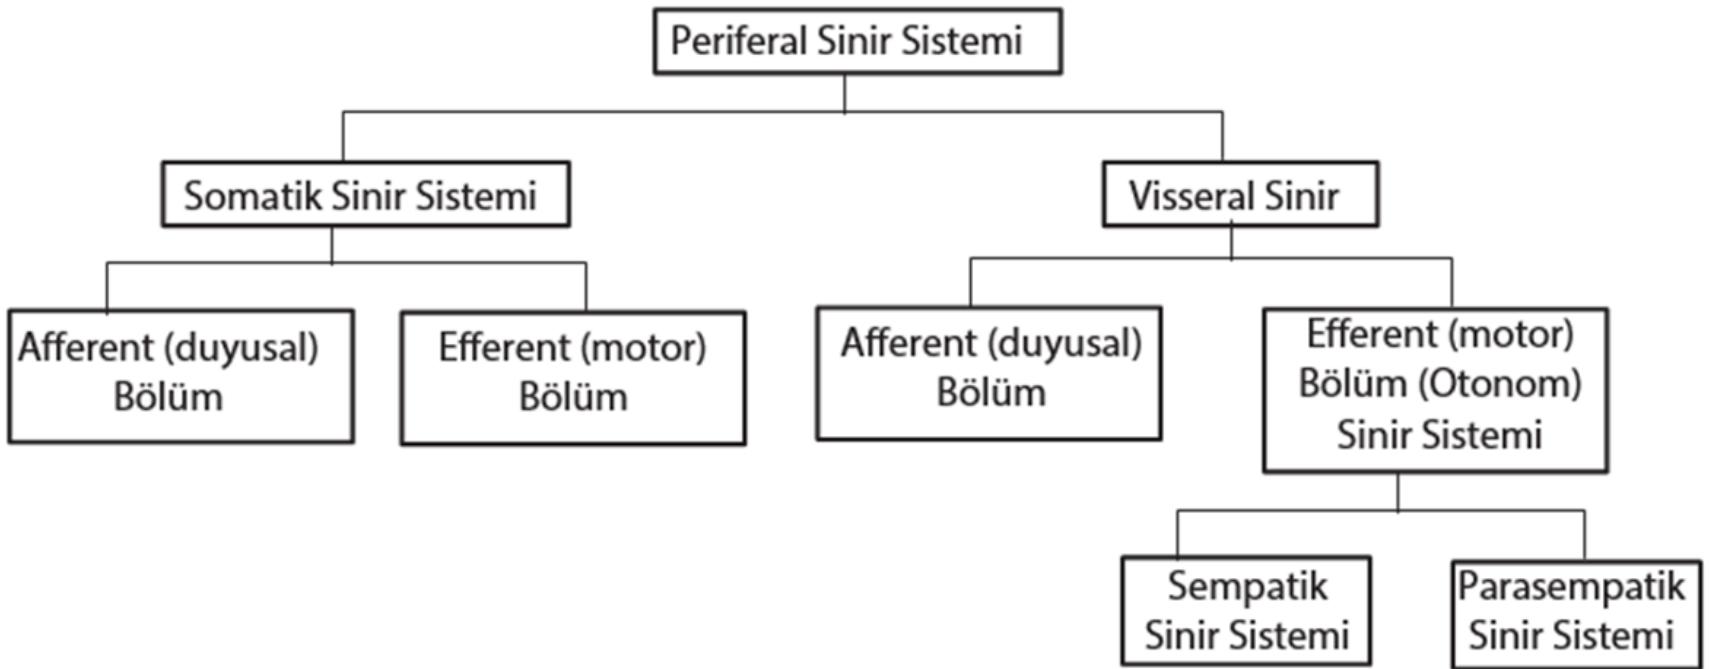 Periferal Sinir Sistemi
Somatik Sinir Sistemi
Visseral Sinir
Afferent (duyusal)
Bölüm
Efferent (motor)
Bölüm
Afferent (duyusal)
Bölüm
Efferent (motor)
Bölüm (Otonom)
Sinir Sistemi
Sempatik
Sinir Sistemi
Parasempatik
Sinir Sistemi